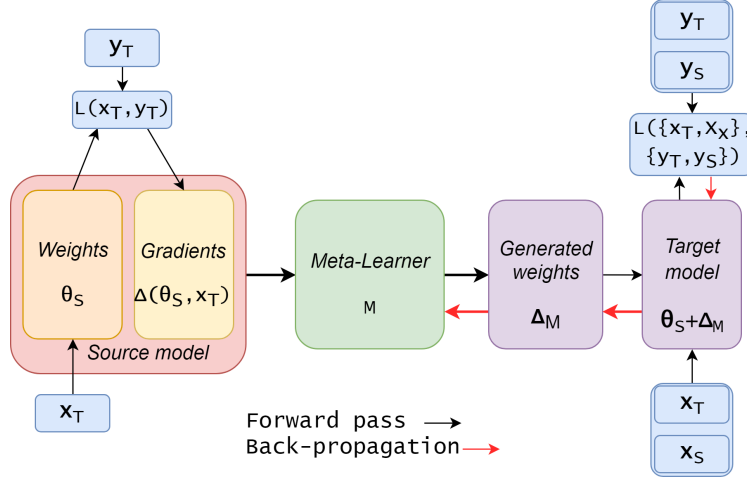 y_T
L(x_T,y_T)
Weights
θ_S
Gradients
Δ(θ_S,x_T)
Source model
x_T
Meta-Learner
M
Generated
weights
Δ_M
y_T
y_S
L({x_T,x_x},
{y_T,y_S})
Target
model
θ_S+Δ_M
x_T
x_S
Forward pass
Back-propagation